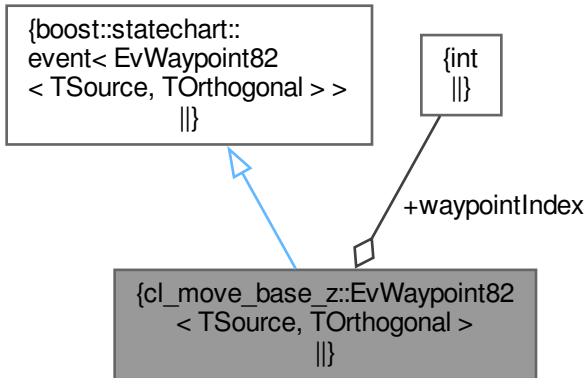 {boost::statechart::
event< EvWaypoint82
< TSource, TOrthogonal > >
||}
{int
||}
+waypointIndex
{cl_move_base_z::EvWaypoint82
< TSource, TOrthogonal >
||}